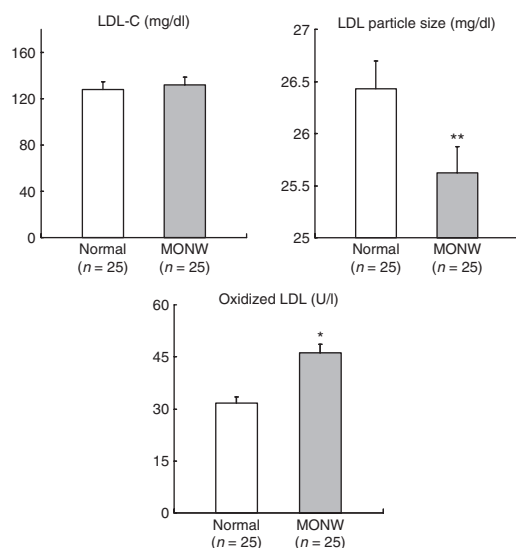 LDL-C (mg/dl)
160
120
80
40
0
Normal
(n = 25)
MONW
(n = 25)
LDL particle size (mg/dl)
27
26.5
26
25.5
25
**
Normal
(n = 25)
MONW
(n = 25)
Oxidized LDL (U/l)
60
45
30
15
0
*
Normal
(n = 25)
MONW
(n = 25)